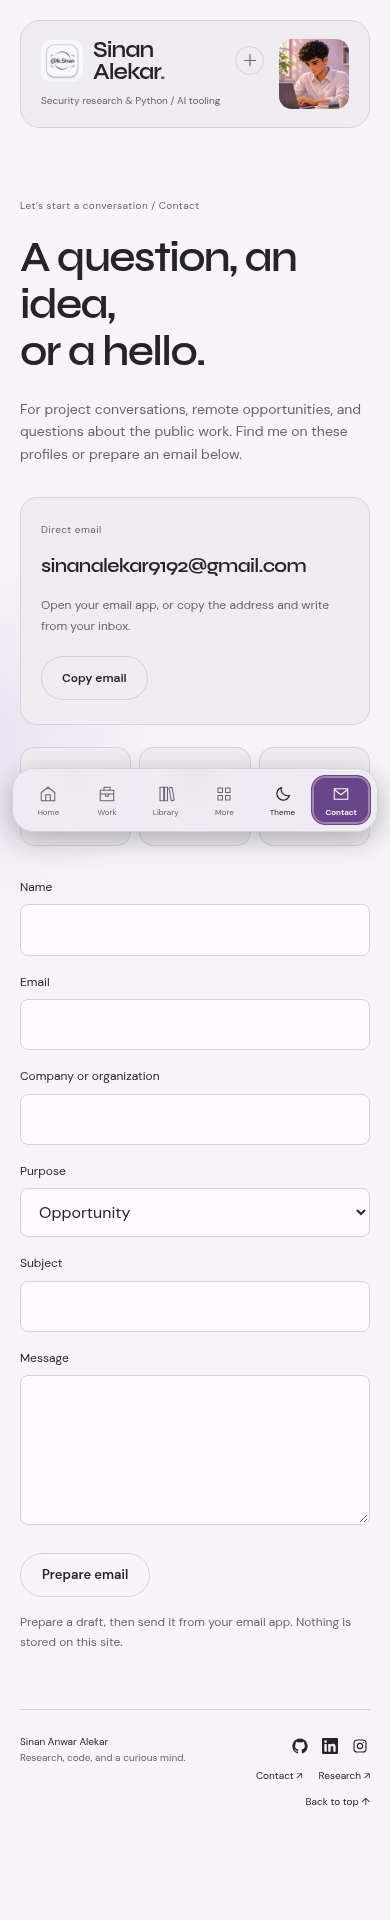 @Ik.Sinan
Sinan
Alekar.
Security research & Python / AI tooling
Let's start a conversation / Contact
A question, an
idea,
or a hello.
For project conversations, remote opportunities, and
questions about the public work. Find me on these
profiles or prepare an email below.
Direct email
sinanalekar9192@gmail.com
Open your email app, or copy the address and write
from your inbox.
Copy email
Home Work Library More Theme Contact
Name
Email
Company or organization
Purpose
Opportunity
Subject
Message
Prepare email
Prepare a draft, then send it from your email app. Nothing is
stored on this site.
Sinan Anwar Alekar
Research, code, and a curious mind.
Contact ↗ Research ↗
Back to top ↑